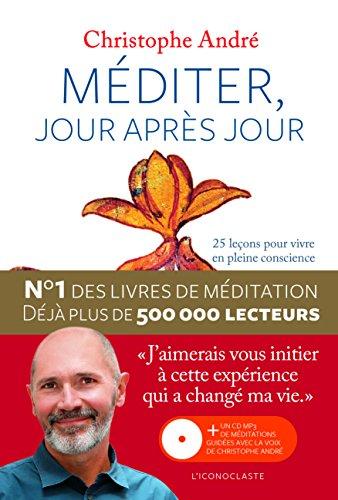 Christophe André
MÉDITER,
JOUR APRÈS JOUR
25 leçons pour vivre
en pleine conscience
N°1 DES LIVRES DE MÉDITATION
DÉJÀ PLUS DE 500 000 LECTEURS
«J’aimerais vous initier
à cette expérience
qui a changé ma vie.»
+
UN CD MP3
DE MÉDITATIONS
GUIDÉES AVEC LA VOIX
DE CHRISTOPHE ANDRÉ
L’ICONOCLASTE